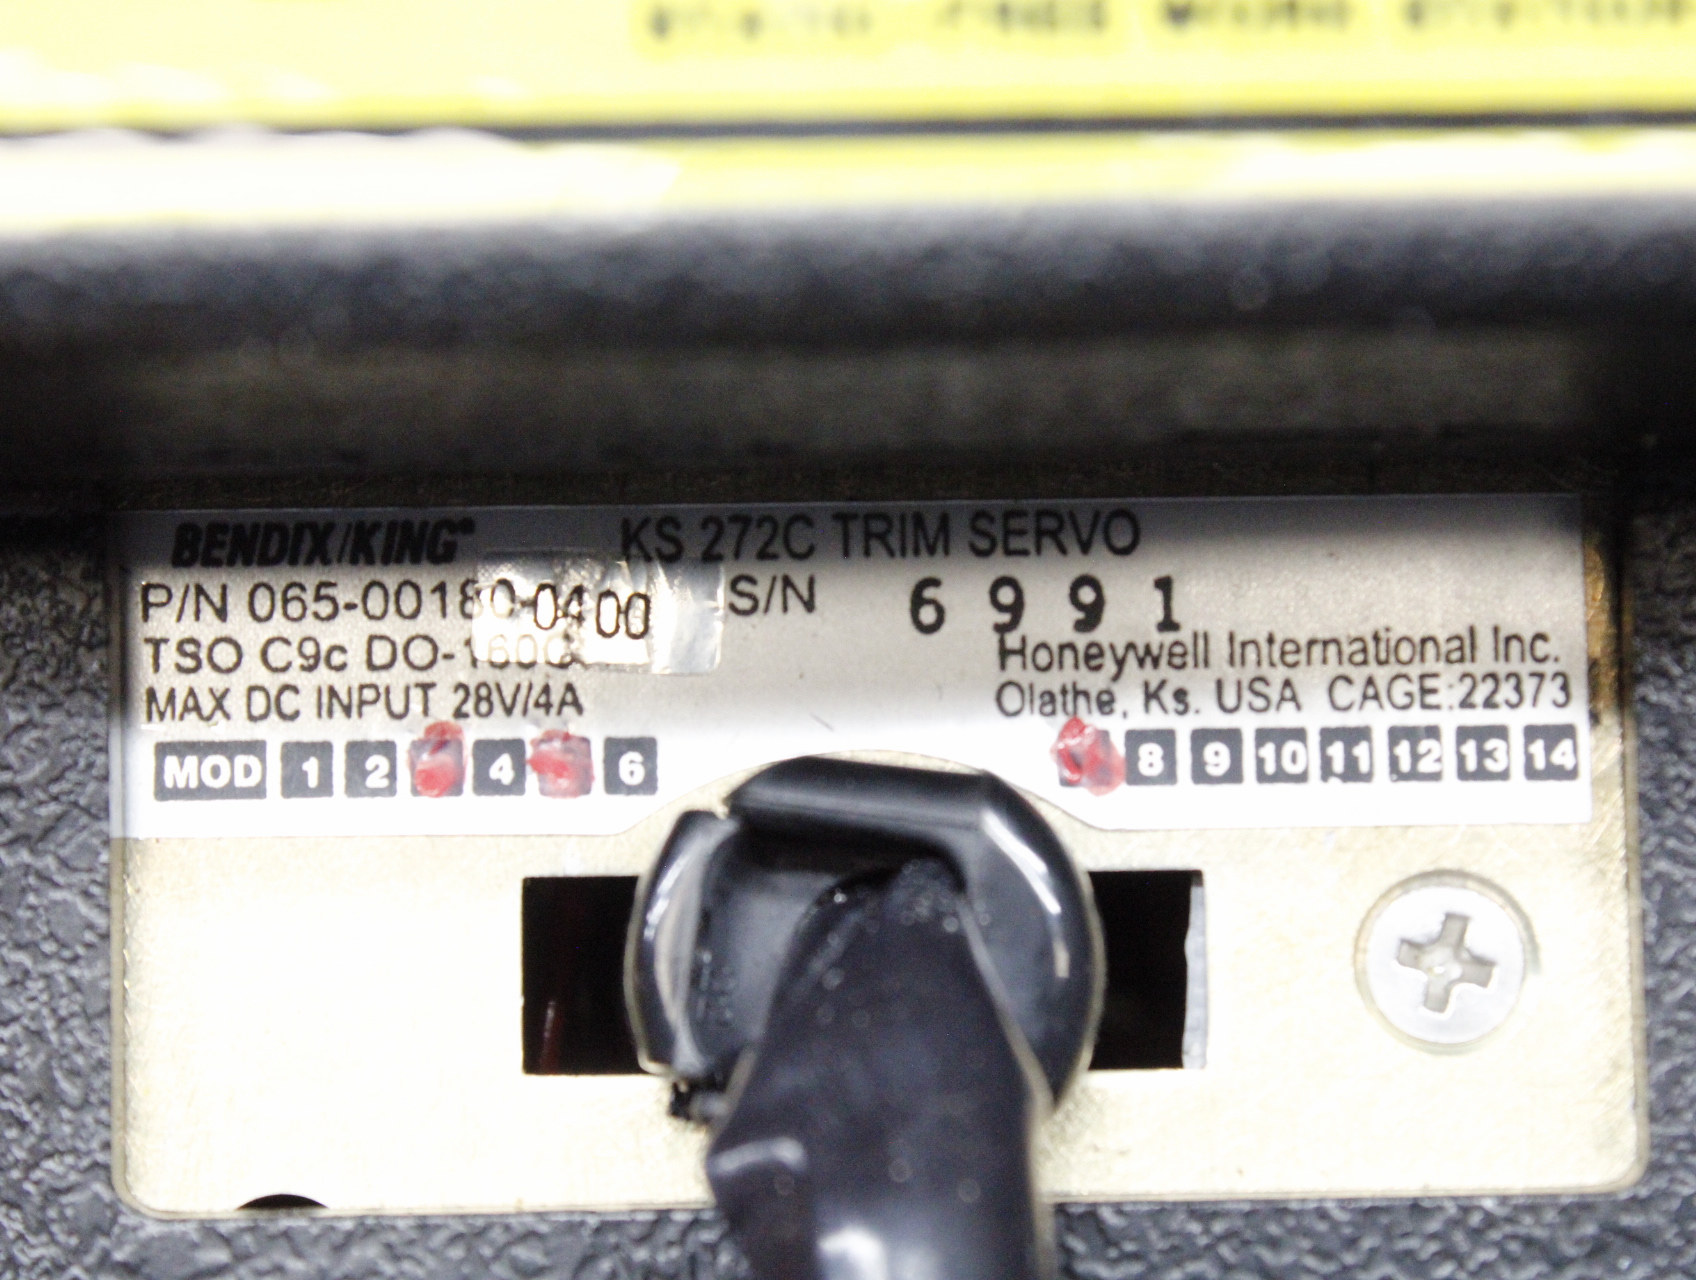 BENDIX/KING® KS 272C TRIM SERVO
P/N 065-00180-0400 S/N 6991
TSO C9c DO-160C Honeywell International Inc.
MAX DC INPUT 28V/4A Olathe, Ks. USA CAGE:22373
MOD 1 2 4 6 8 9 10 11 12 13 14